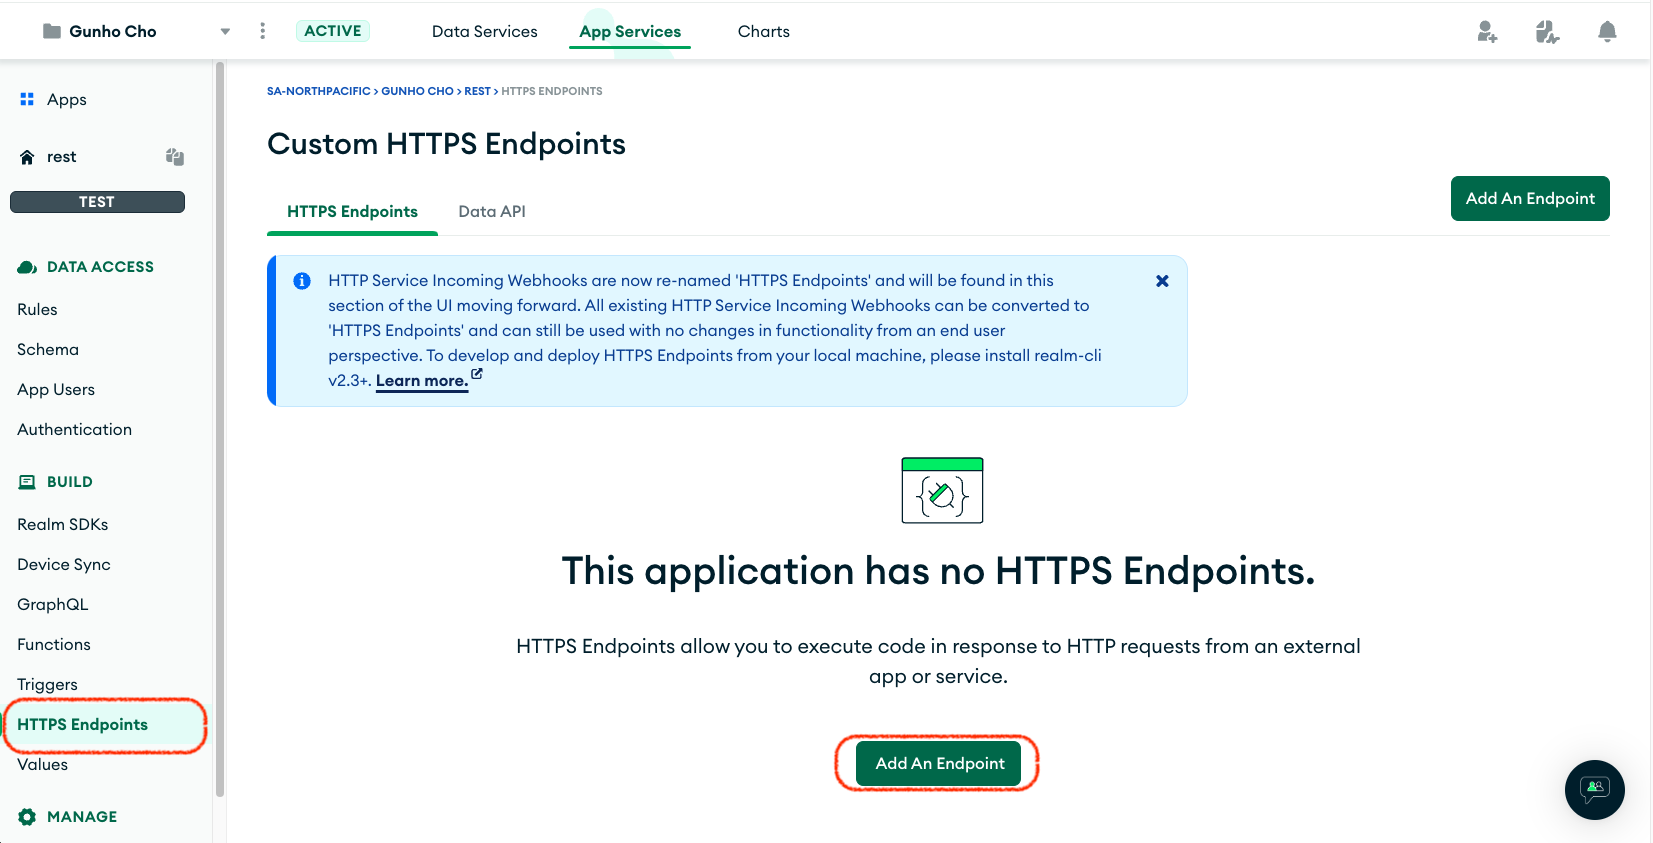 Gunho Cho
ACTIVE
Data Services
App Services
Charts
Apps
rest
TEST
DATA ACCESS
Rules
Schema
App Users
Authentication
BUILD
Realm SDKs
Device Sync
GraphQL
Functions
Triggers
HTTPS Endpoints
Values
MANAGE
SA-NORTHPACIFIC > GUNHO CHO > REST > HTTPS ENDPOINTS
Custom HTTPS Endpoints
Add An Endpoint
HTTPS Endpoints
Data API
HTTP Service Incoming Webhooks are now re-named 'HTTPS Endpoints' and will be found in this
section of the UI moving forward. All existing HTTP Service Incoming Webhooks can be converted to
'HTTPS Endpoints' and can still be used with no changes in functionality from an end user
perspective. To develop and deploy HTTPS Endpoints from your local machine, please install realm-cli
v2.3+. Learn more.
This application has no HTTPS Endpoints.
HTTPS Endpoints allow you to execute code in response to HTTP requests from an external
app or service.
Add An Endpoint